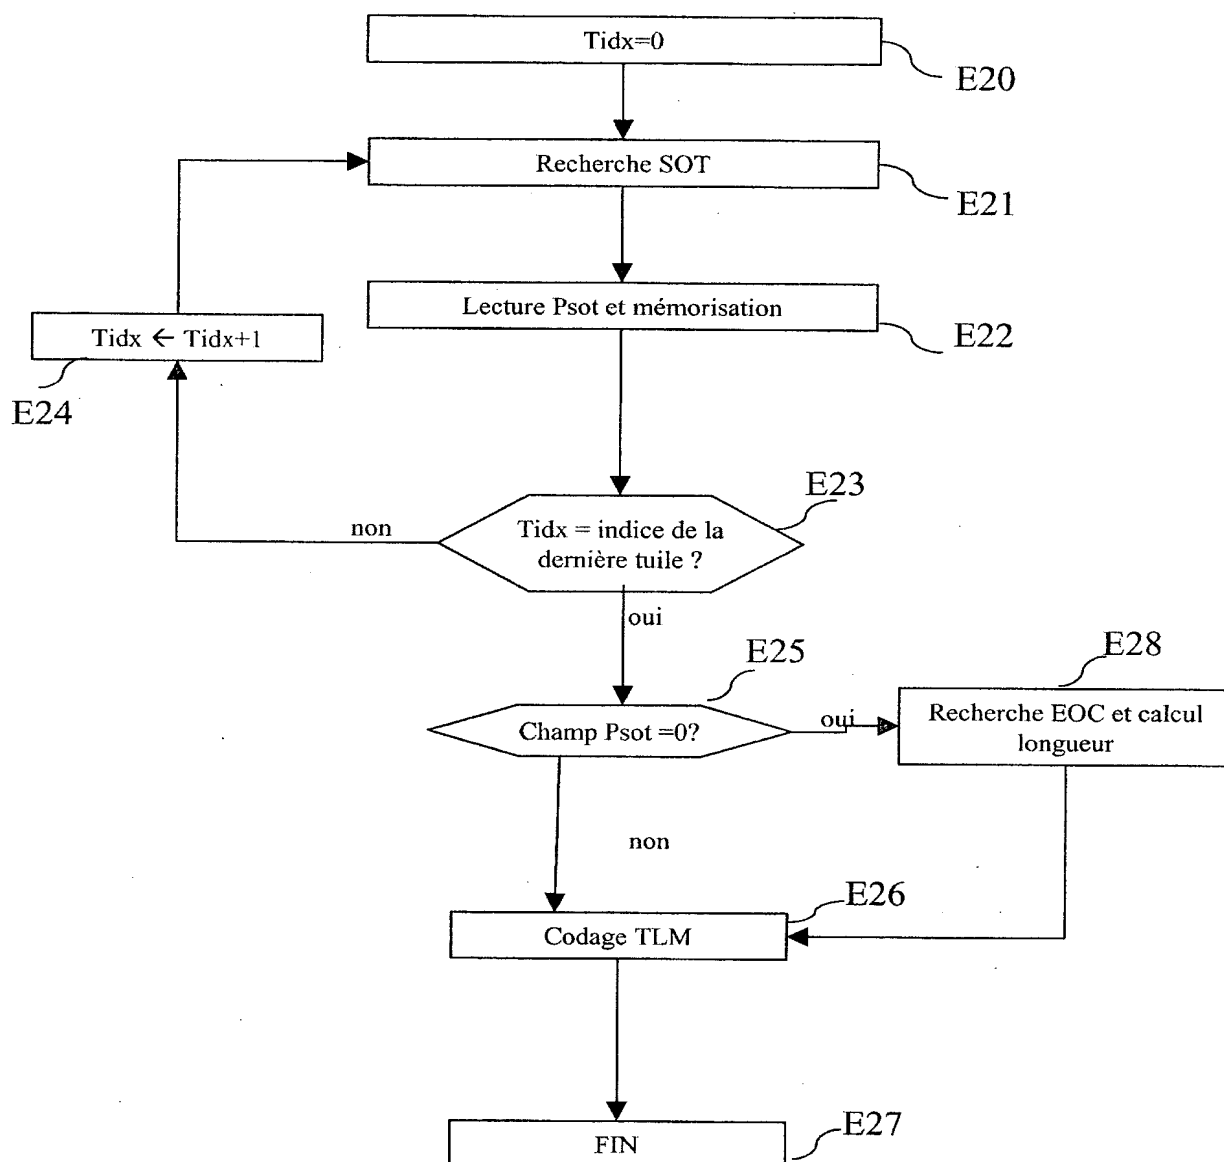 Tidx=0
E20
Recherche SOT
E21
Lecture Psot et mémorisation
E22
Tidx ← Tidx+1
E24
E23
Tidx = indice de la
dernière tuile ?
non
oui
E25
Champ Psot =0?
oui
E28
Recherche EOC et calcul
longueur
non
E26
Codage TLM
E27
FIN